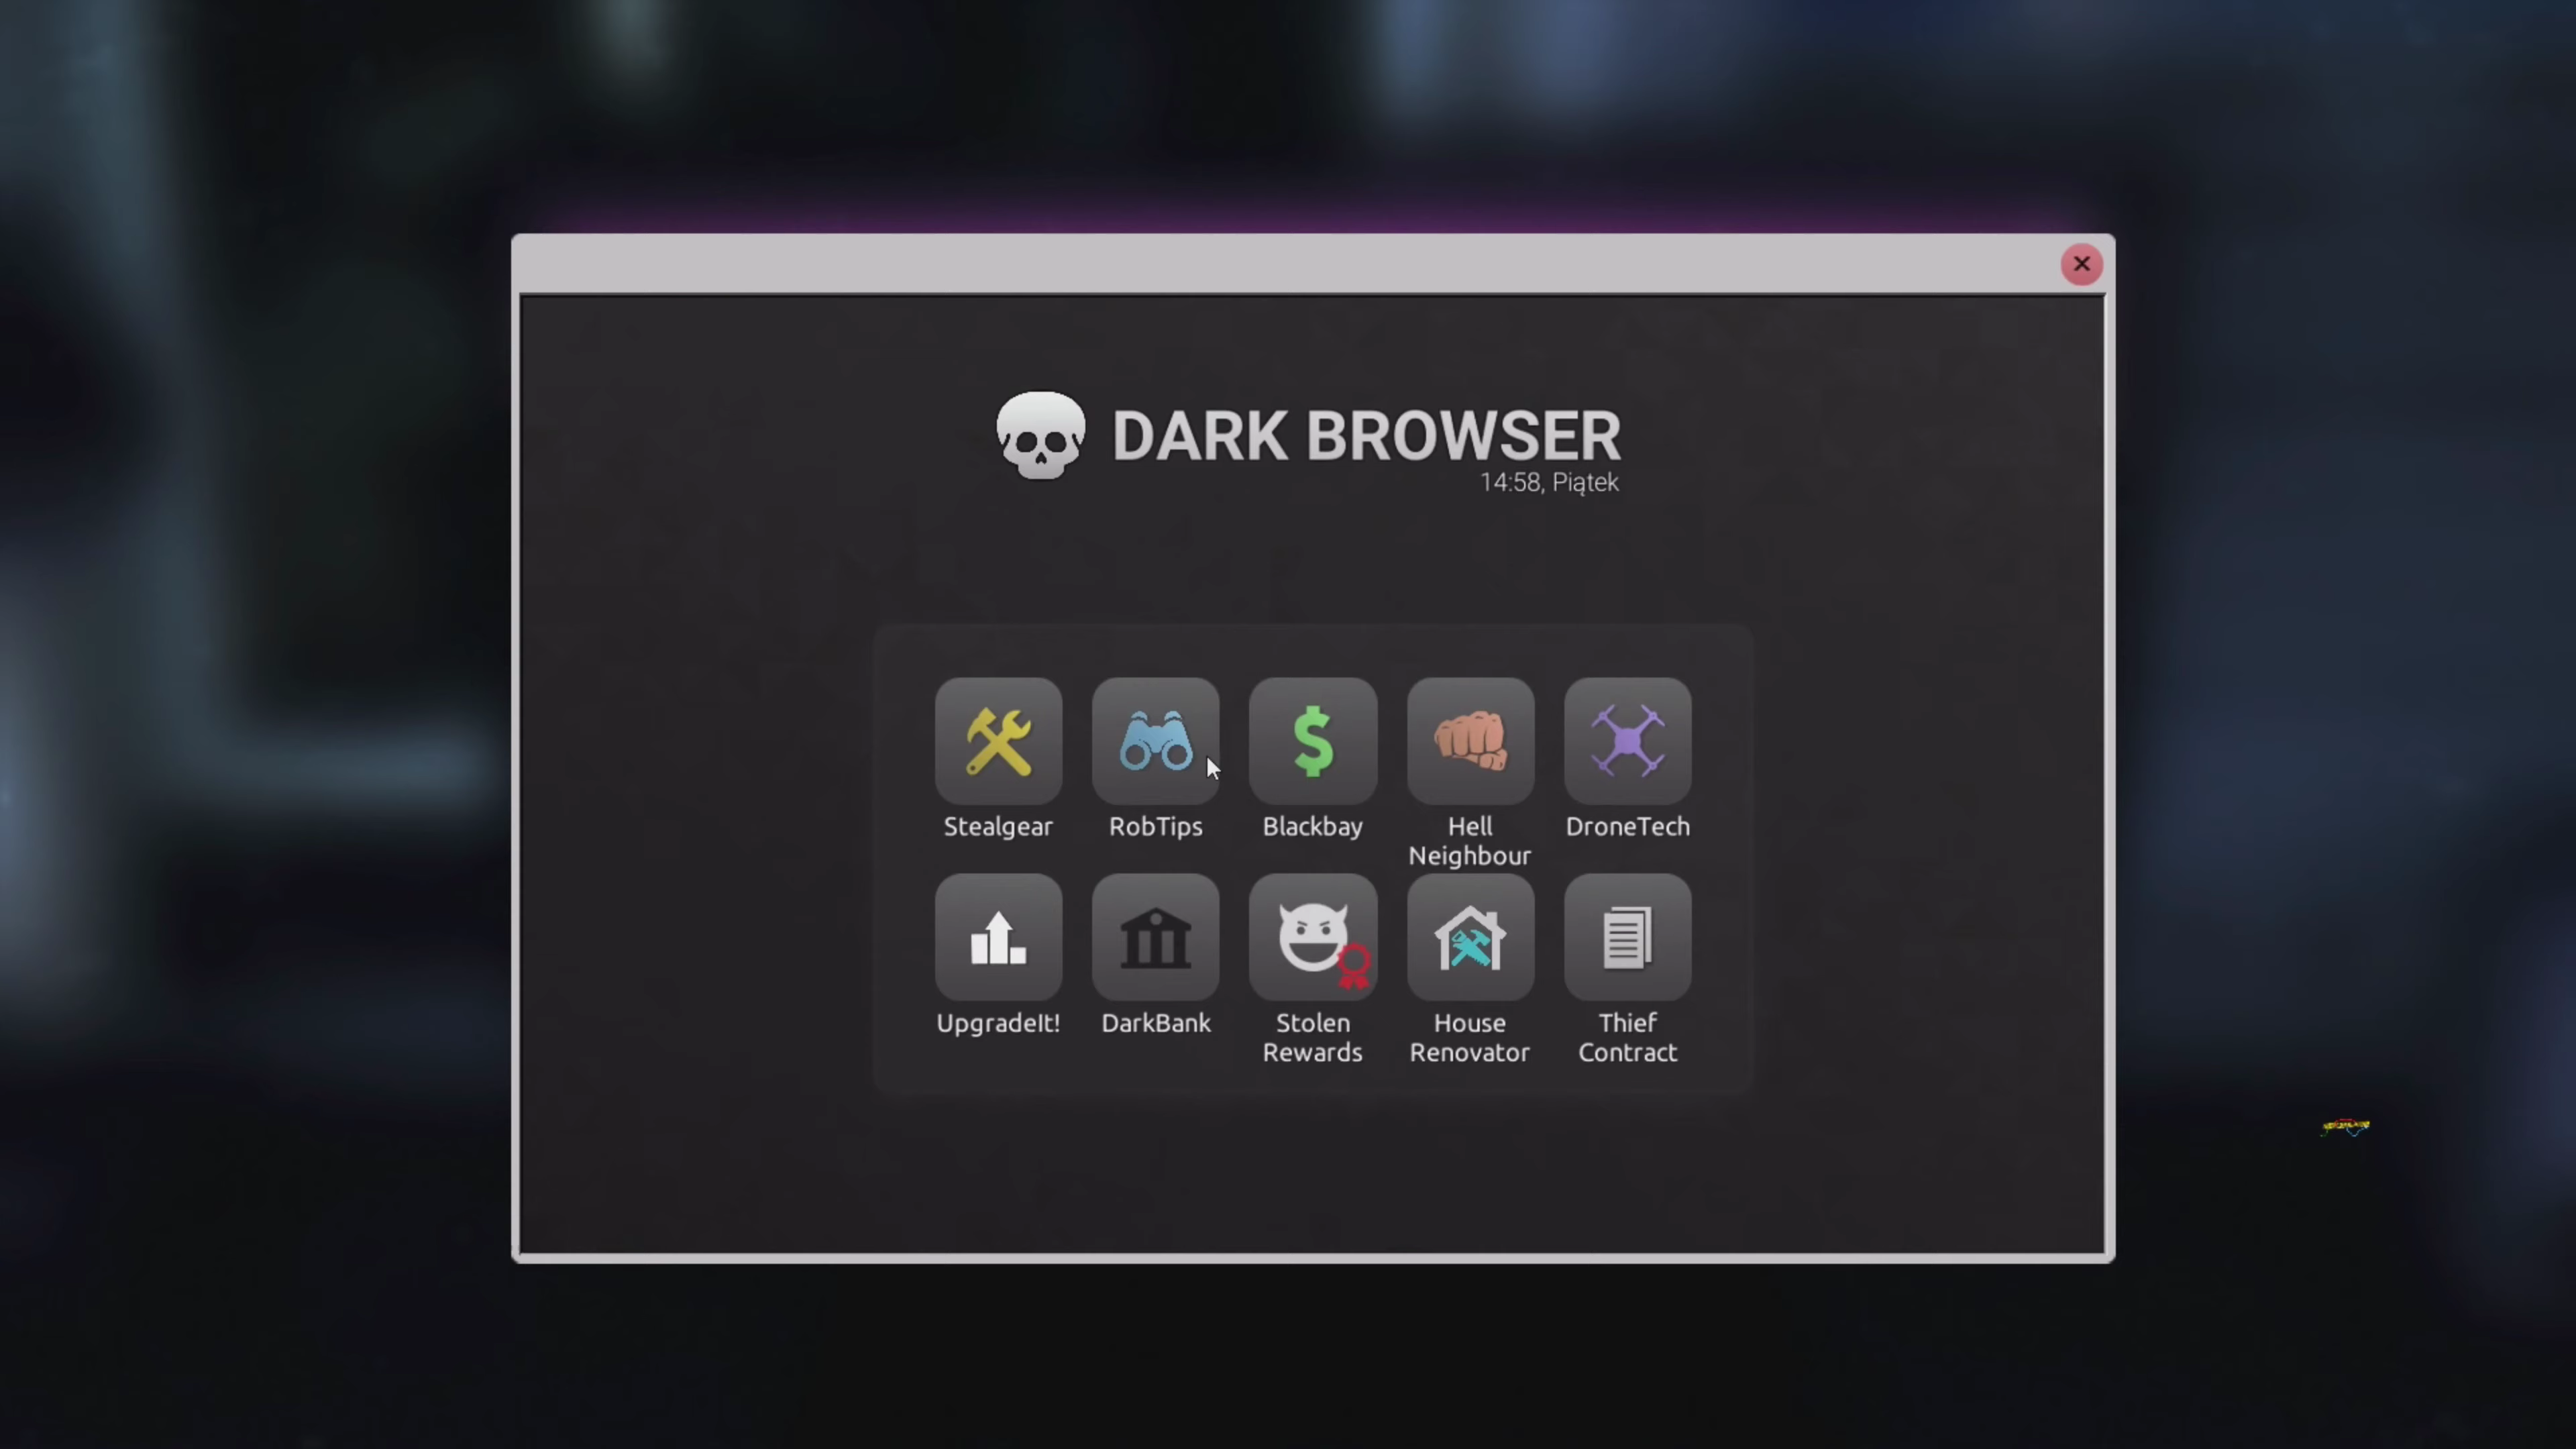 DARK BROWSER
14:58, Piątek
Stealgear
RobTips
Blackbay
Hell
Neighbour
DroneTech
UpgradeIt!
DarkBank
Stolen
Rewards
House
Renovator
Thief
Contract